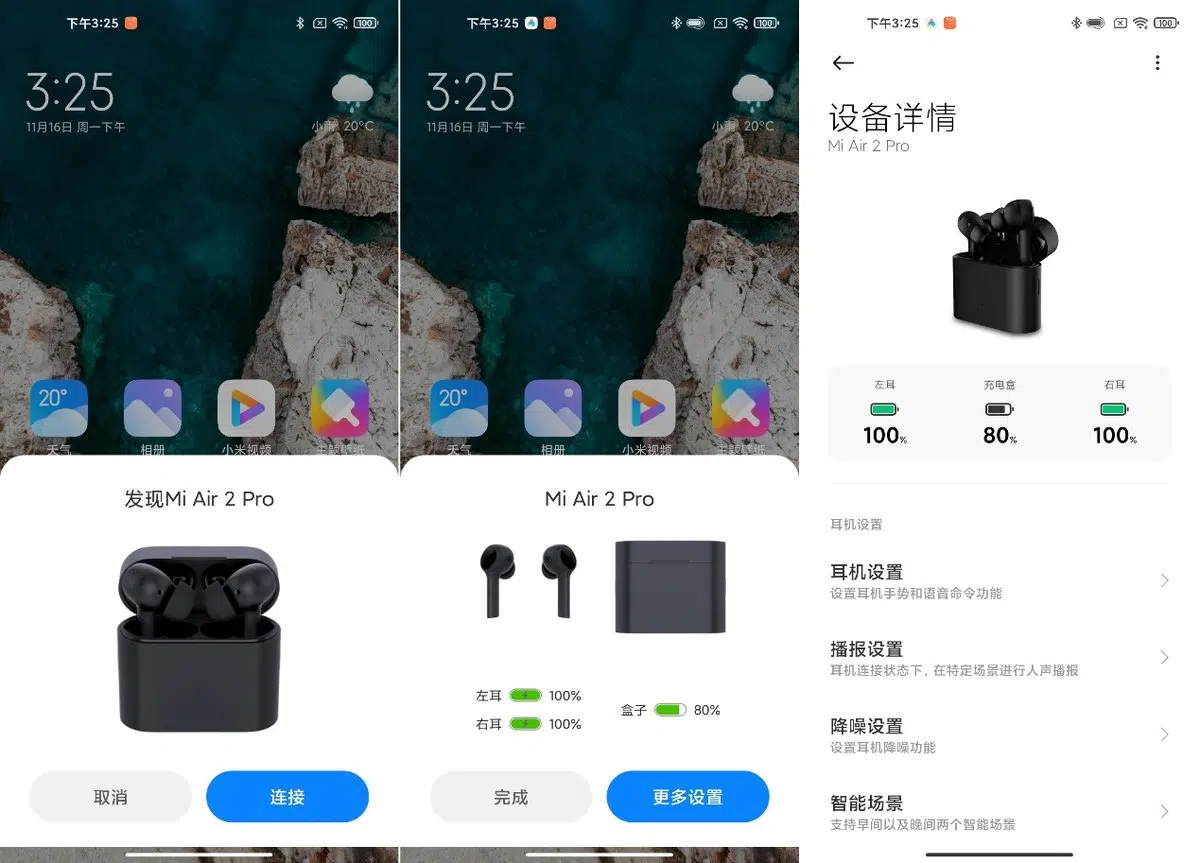 下午3:25
100
3:25
11月16日 周一下午
小雨 20°C
20°
天气
相册
小米视频
主题壁纸
发现Mi Air 2 Pro
取消
连接
下午3:25
100
3:25
11月16日 周一下午
小雨 20°C
20°
天气
相册
小米视频
主题壁纸
Mi Air 2 Pro
左耳 100%
右耳 100%
盒子 80%
完成
更多设置
下午3:25
100
设备详情
Mi Air 2 Pro
左耳
充电盒
右耳
100%
80%
100%
耳机设置
耳机设置
设置耳机手势和语音命令功能
播报设置
耳机连接状态下，在特定场景进行人声播报
降噪设置
设置耳机降噪功能
智能场景
支持早间以及晚间两个智能场景